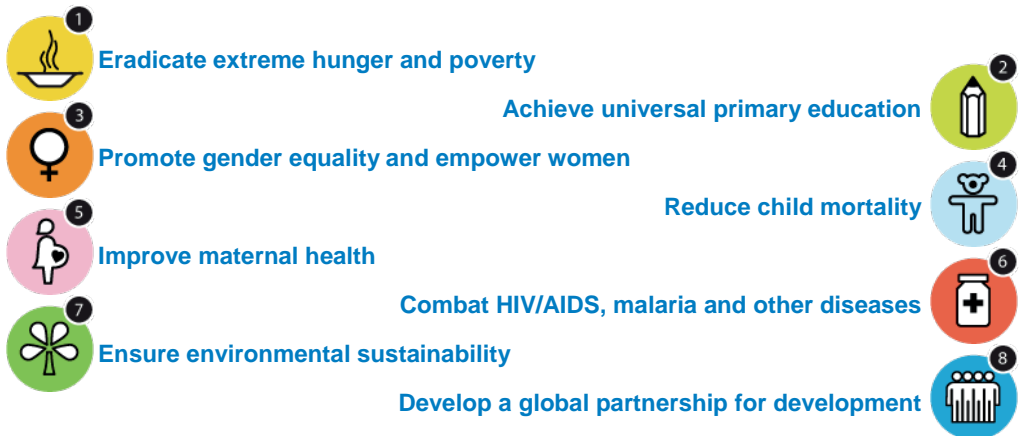 1
Eradicate extreme hunger and poverty
2
Achieve universal primary education
3
Promote gender equality and empower women
4
Reduce child mortality
5
Improve maternal health
6
Combat HIV/AIDS, malaria and other diseases
7
Ensure environmental sustainability
8
Develop a global partnership for development